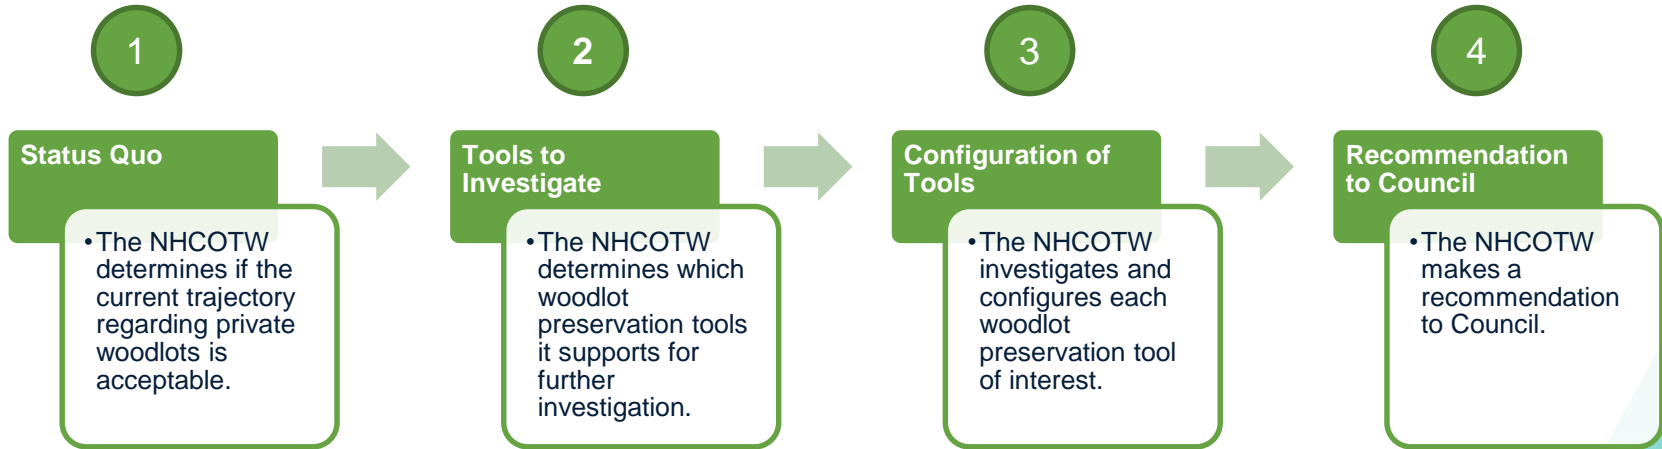 1
2
3
4
Status Quo
•The NHCOTW
determines if the
current trajectory
regarding private
woodlots is
acceptable.
Tools to
Investigate
•The NHCOTW
determines which
woodlot
preservation tools
it supports for
further
investigation.
Configuration of
Tools
•The NHCOTW
investigates and
configures each
woodlot
preservation tool
of interest.
Recommendation
to Council
•The NHCOTW
makes a
recommendation
to Council.